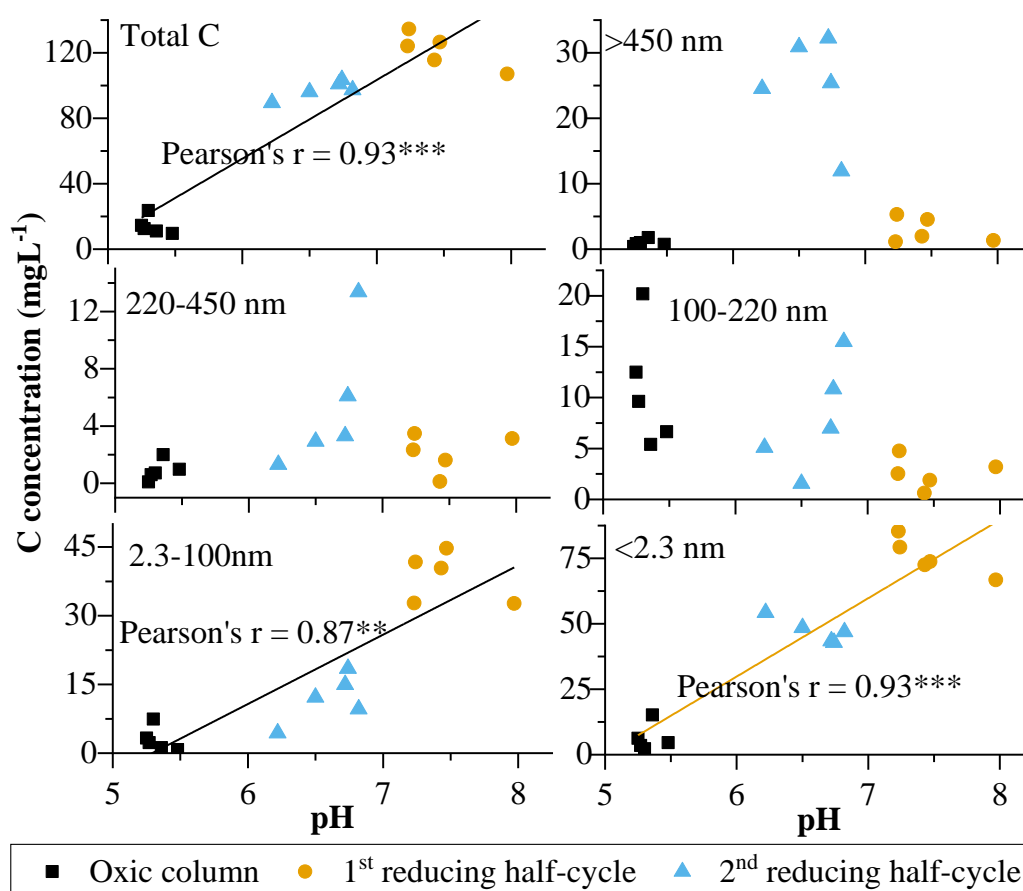 Total C
120
80
40
0
Pearson's r = 0.93***
>450 nm
30
20
10
0
220-450 nm
12
8
4
0
100-220 nm
20
15
10
5
0
2.3-100nm
45
30
15
0
Pearson's r = 0.87**
<2.3 nm
75
50
25
0
Pearson's r = 0.93***
C concentration (mgL⁻¹)
5 6 7 8
5 6 7 8
pH
pH
Oxic column 1st reducing half-cycle 2nd reducing half-cycle